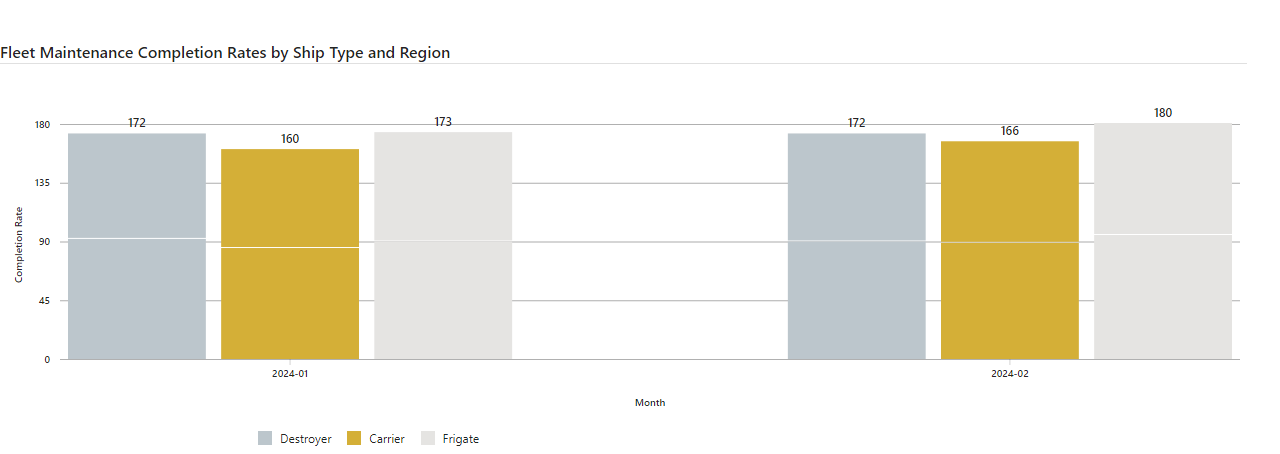 Fleet Maintenance Completion Rates by Ship Type and Region
172
160
173
172
166
180
180
135
90
45
0
Completion Rate
2024-01
2024-02
Month
Destroyer
Carrier
Frigate